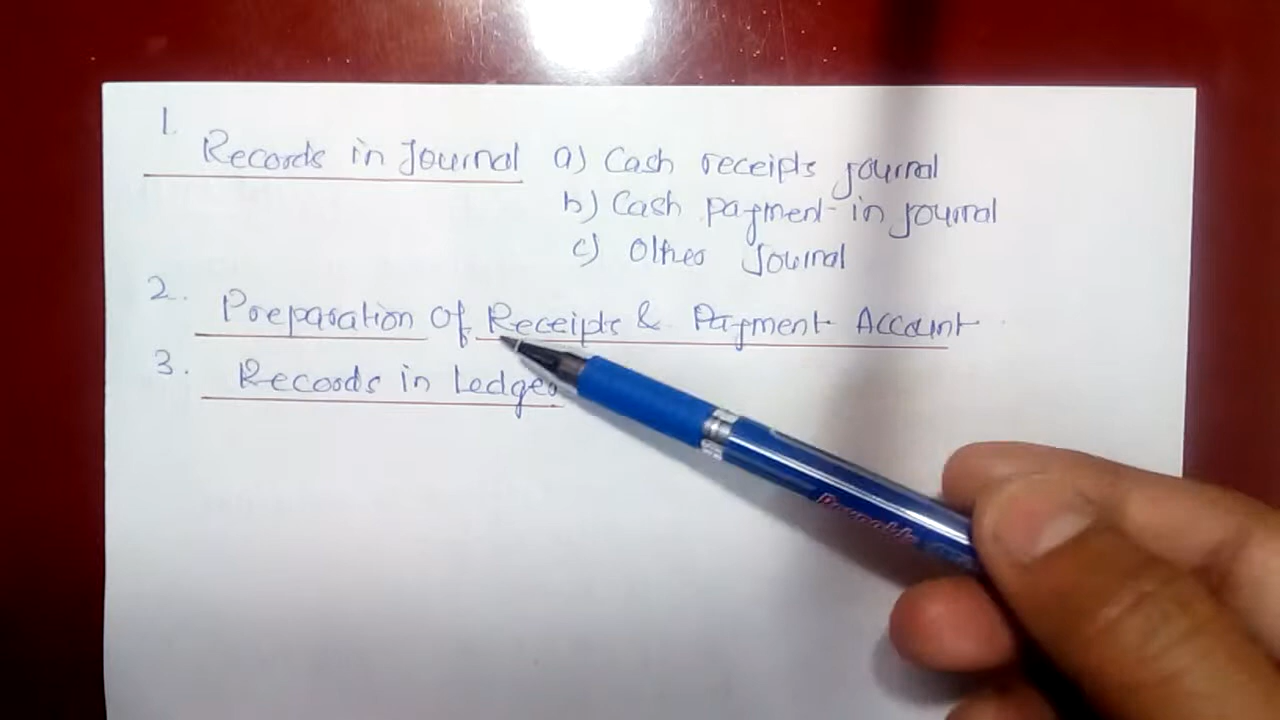 1.
Records in Journal a) Cash receipts journal
b) Cash payment in journal
c) Other Journal
2. Preparation Of Receipts & Payment Account
3. Records in Ledger
Reynolds